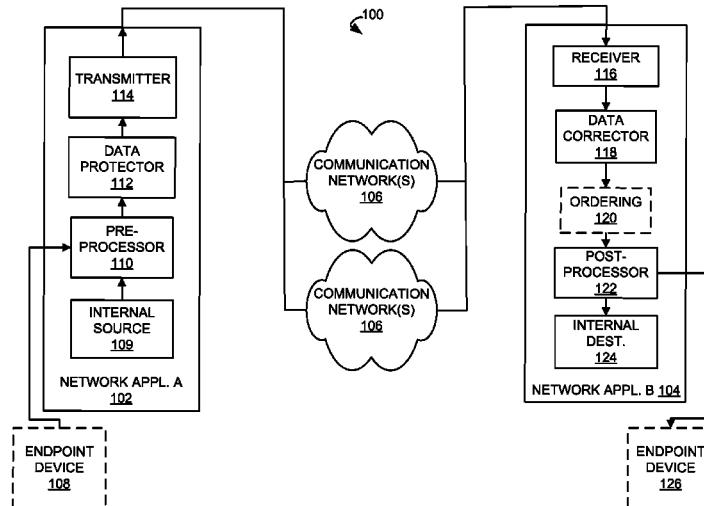 100
TRANSMITTER
114
DATA
PROTECTOR
112
PRE-
PROCESSOR
110
INTERNAL
SOURCE
109
NETWORK APPL. A
102
ENDPOINT
DEVICE
108
COMMUNICATION
NETWORK(S)
106
COMMUNICATION
NETWORK(S)
106
RECEIVER
116
DATA
CORRECTOR
118
ORDERING
120
POST-
PROCESSOR
122
INTERNAL
DEST.
124
NETWORK APPL. B 104
ENDPOINT
DEVICE
126